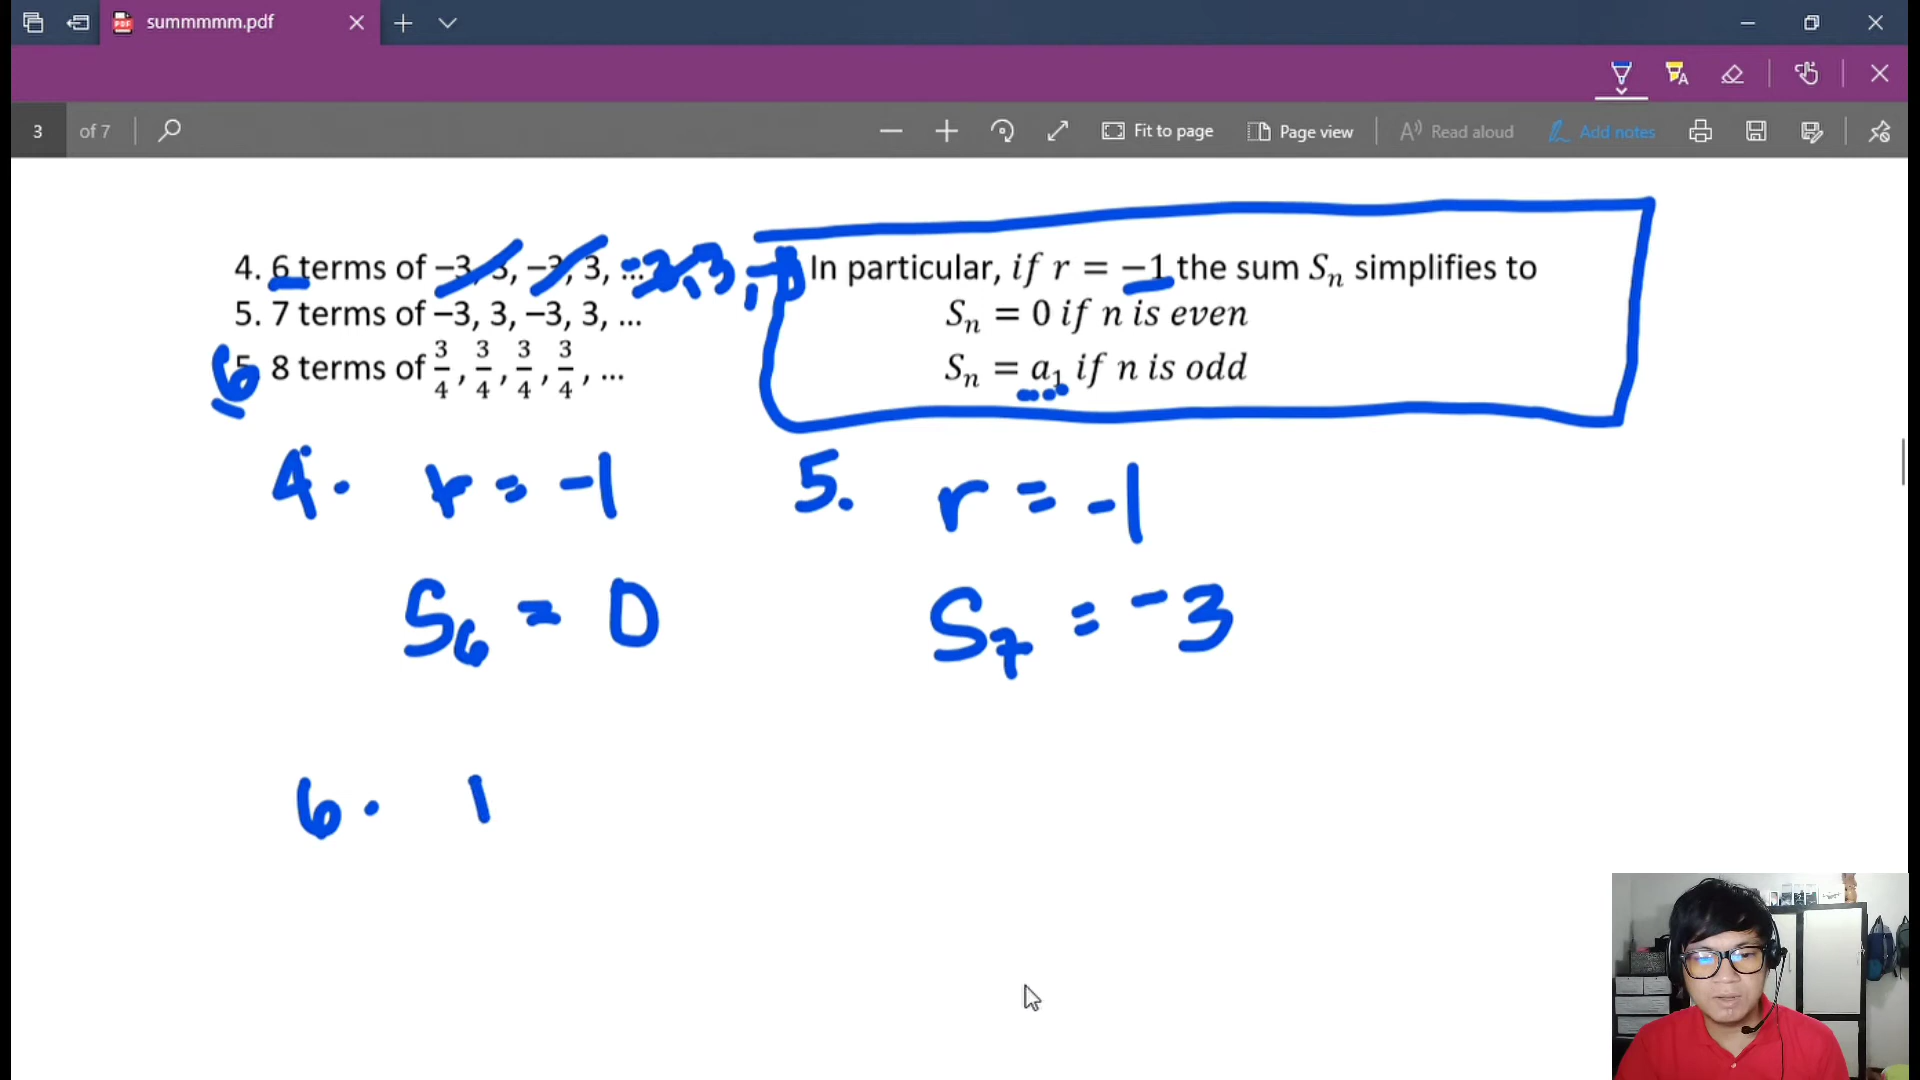 summmmm.pdf
3 of 7
Fit to page
Page view
Read aloud
Add notes
4. 6 terms of −3, 3, −3, 3, ... -3, 3, -3
5. 7 terms of −3, 3, −3, 3, ...
6. 8 terms of 3/4, 3/4, 3/4, 3/4, ...
In particular, if r = −1 the sum Sₙ simplifies to
Sₙ = 0 if n is even
Sₙ = a₁ if n is odd
4. r = -1
S₆ = 0
5. r = -1
S₇ = -3
6.